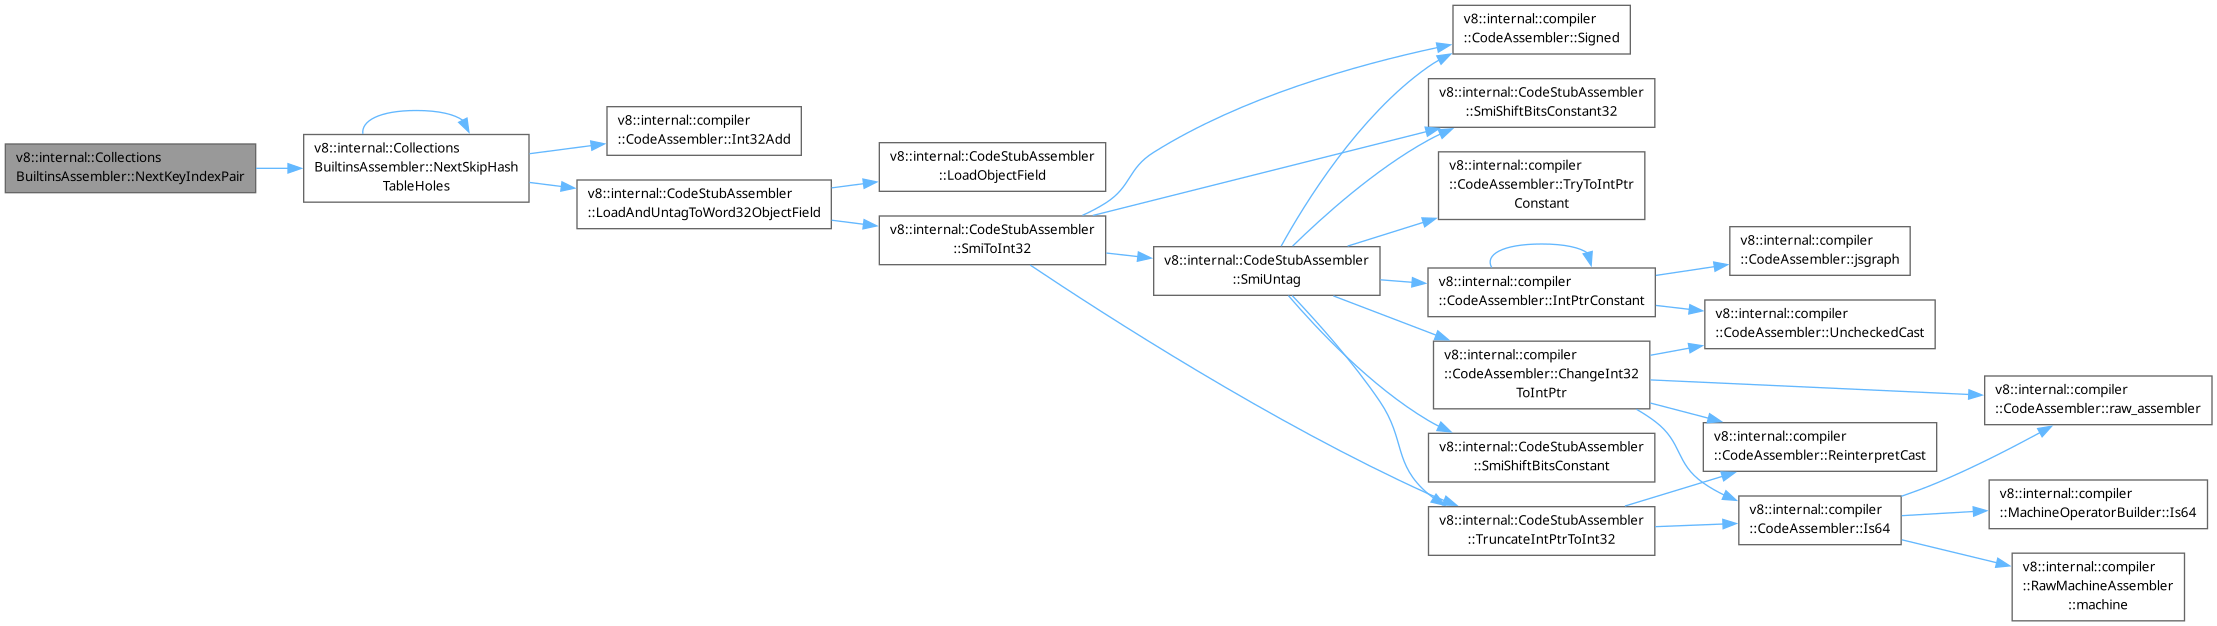 v8::internal::Collections
BuiltinsAssembler::NextKeyIndexPair
v8::internal::Collections
BuiltinsAssembler::NextSkipHash
TableHoles
v8::internal::compiler
::CodeAssembler::Int32Add
v8::internal::CodeStubAssembler
::LoadAndUntagToWord32ObjectField
v8::internal::CodeStubAssembler
::LoadObjectField
v8::internal::CodeStubAssembler
::SmiToInt32
v8::internal::CodeStubAssembler
::SmiUntag
v8::internal::compiler
::CodeAssembler::Signed
v8::internal::CodeStubAssembler
::SmiShiftBitsConstant32
v8::internal::compiler
::CodeAssembler::TryToIntPtr
Constant
v8::internal::compiler
::CodeAssembler::IntPtrConstant
v8::internal::compiler
::CodeAssembler::ChangeInt32
ToIntPtr
v8::internal::CodeStubAssembler
::SmiShiftBitsConstant
v8::internal::CodeStubAssembler
::TruncateIntPtrToInt32
v8::internal::compiler
::CodeAssembler::jsgraph
v8::internal::compiler
::CodeAssembler::UncheckedCast
v8::internal::compiler
::CodeAssembler::ReinterpretCast
v8::internal::compiler
::CodeAssembler::Is64
v8::internal::compiler
::CodeAssembler::raw_assembler
v8::internal::compiler
::MachineOperatorBuilder::Is64
v8::internal::compiler
::RawMachineAssembler
::machine